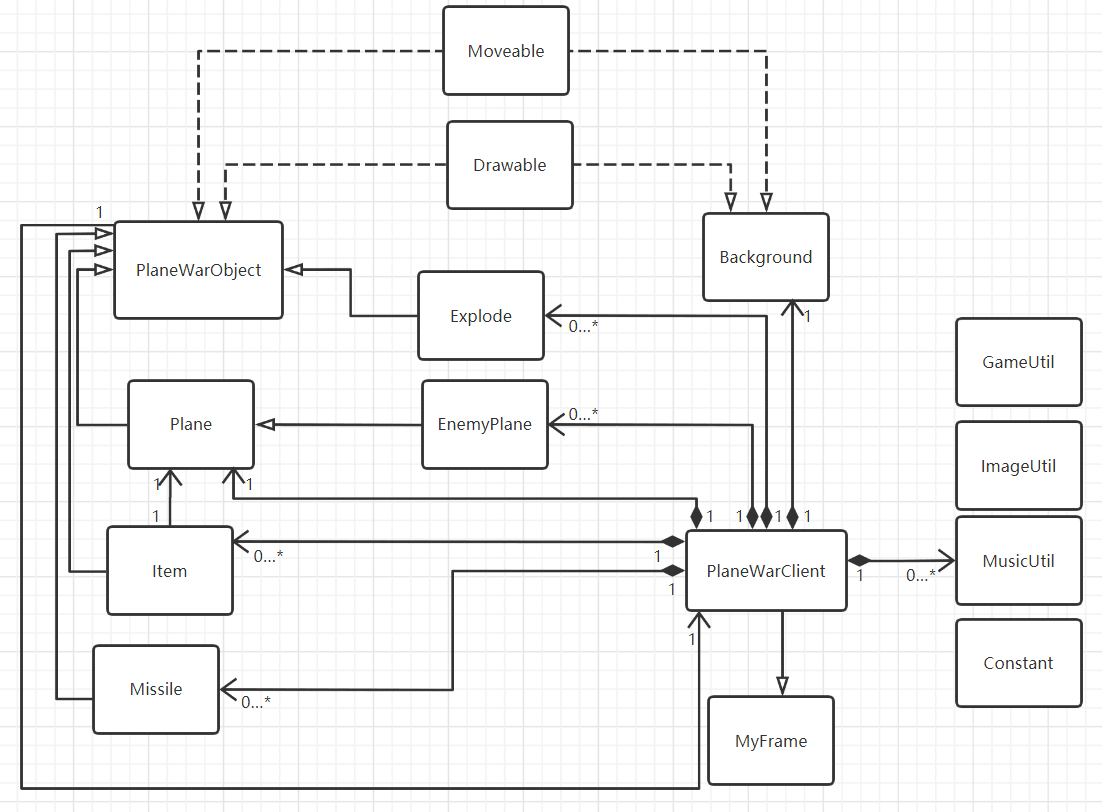 Moveable
Drawable
1
PlaneWarObject
Background
Explode
0...*
1
GameUtil
Plane
EnemyPlane
0...*
ImageUtil
1
1
1
1
1
1
1
Item
0...*
1
PlaneWarClient
1
0...*
MusicUtil
1
Missile
0...*
1
Constant
MyFrame